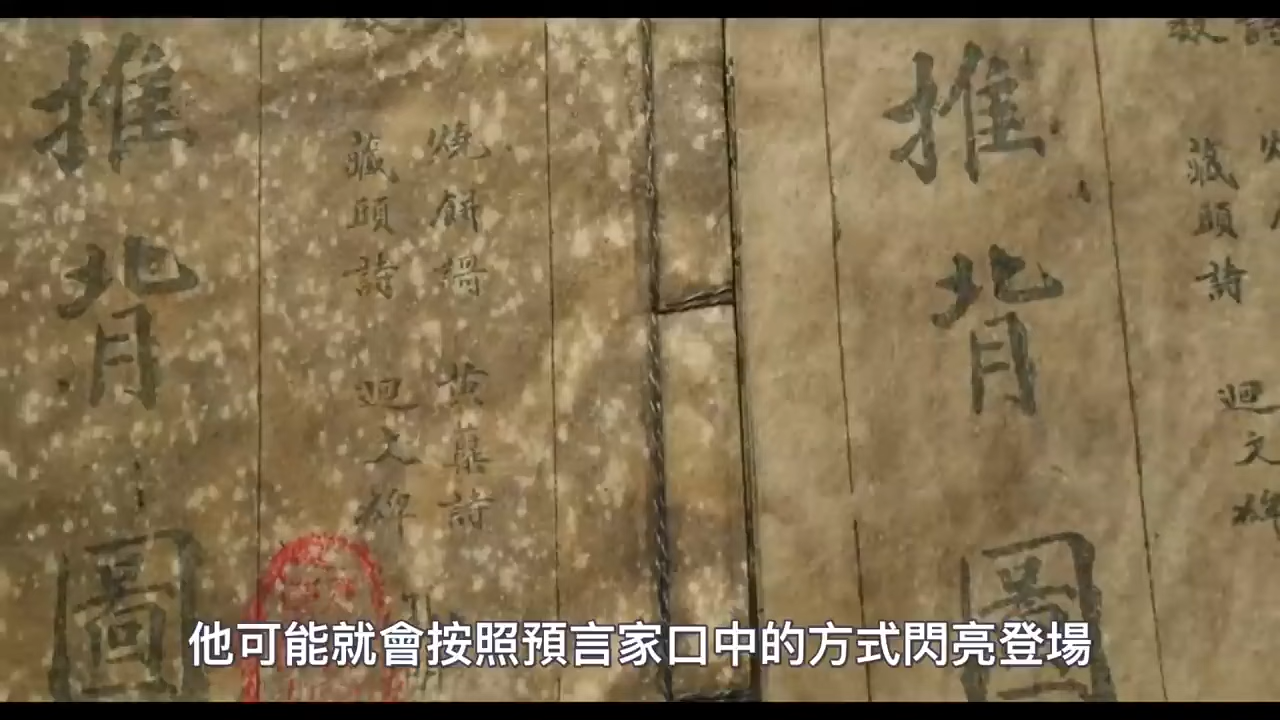 推背圖
燒餅謌 黃蘗詩
藏頭詩 迴文碑
推背圖
藏頭詩 迴文碑
他可能就會按照預言家口中的方式閃亮登場